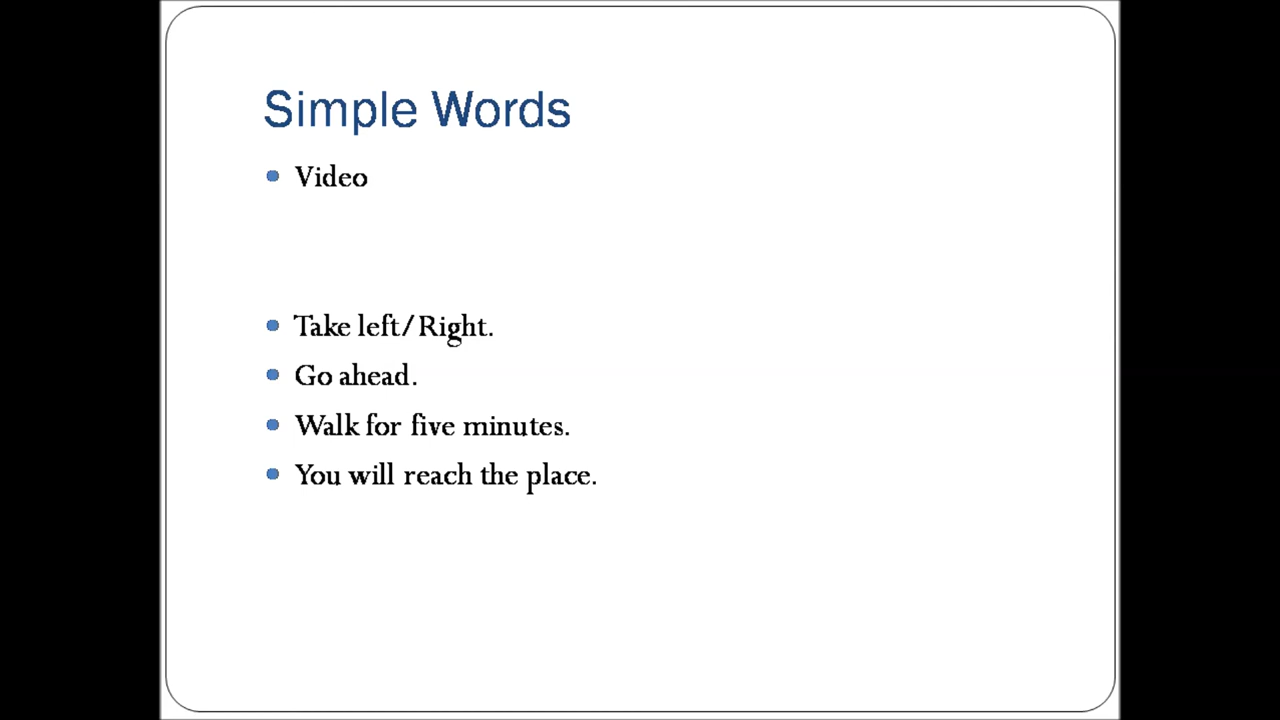 Simple Words
Video
Take left/Right.
Go ahead.
Walk for five minutes.
You will reach the place.